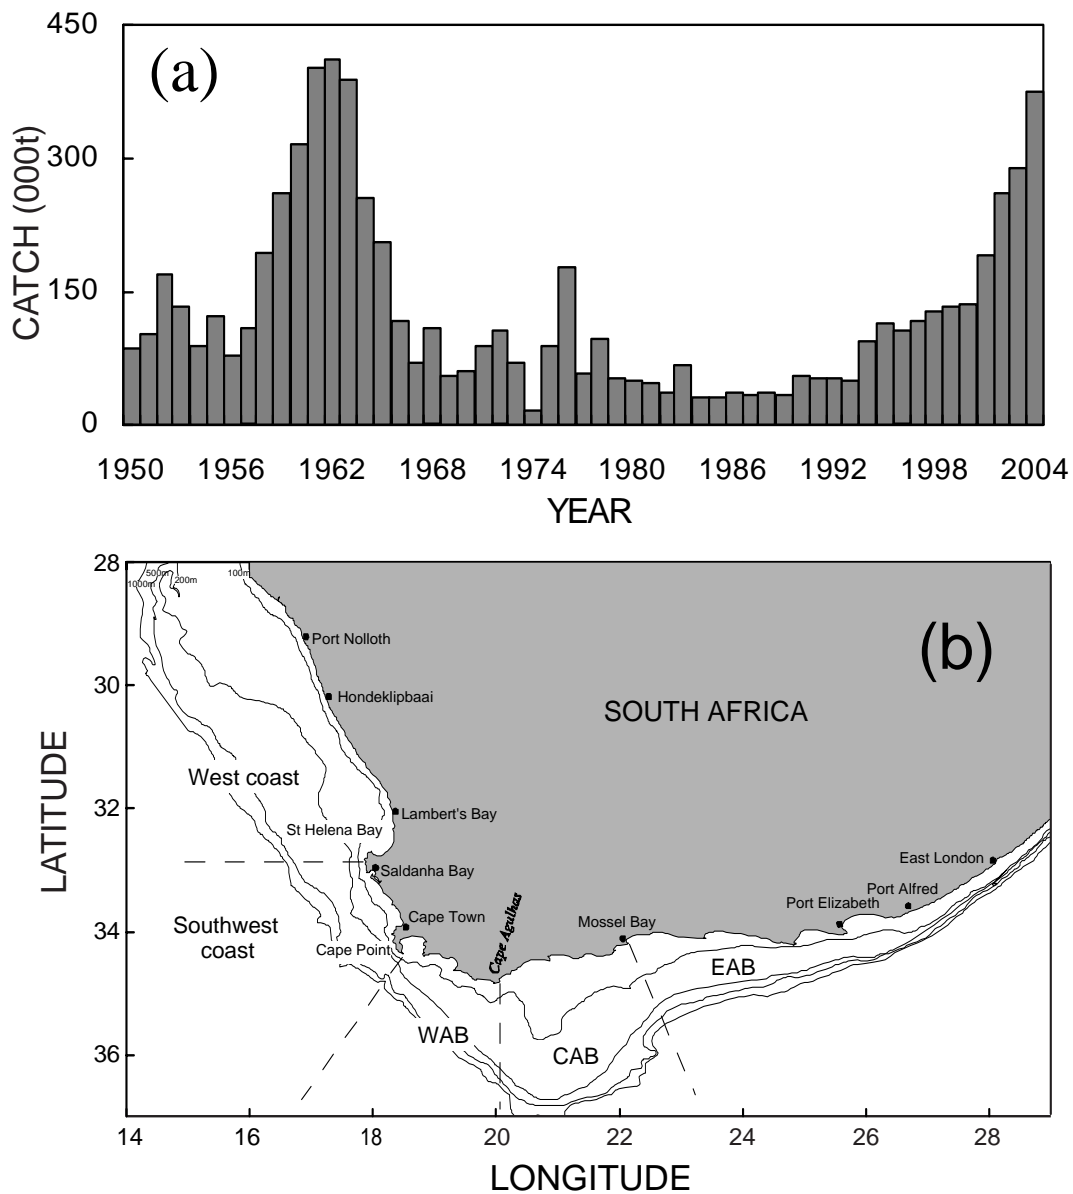 450
(a)
300
150
0
CATCH (000t)
1950 1956 1962 1968 1974 1980 1986 1992 1998 2004
YEAR
28
500m
1000m
200m
100m
(b)
Port Nolloth
30
Hondeklipbaai
SOUTH AFRICA
West coast
32
Lambert's Bay
St Helena Bay
LATITUDE
East London
Saldanha Bay
Port Alfred
Port Elizabeth
Cape Town
Mossel Bay
Cape Agulhas
Southwest
coast
34
Cape Point
EAB
WAB
CAB
36
14 16 18 20 22 24 26 28
LONGITUDE